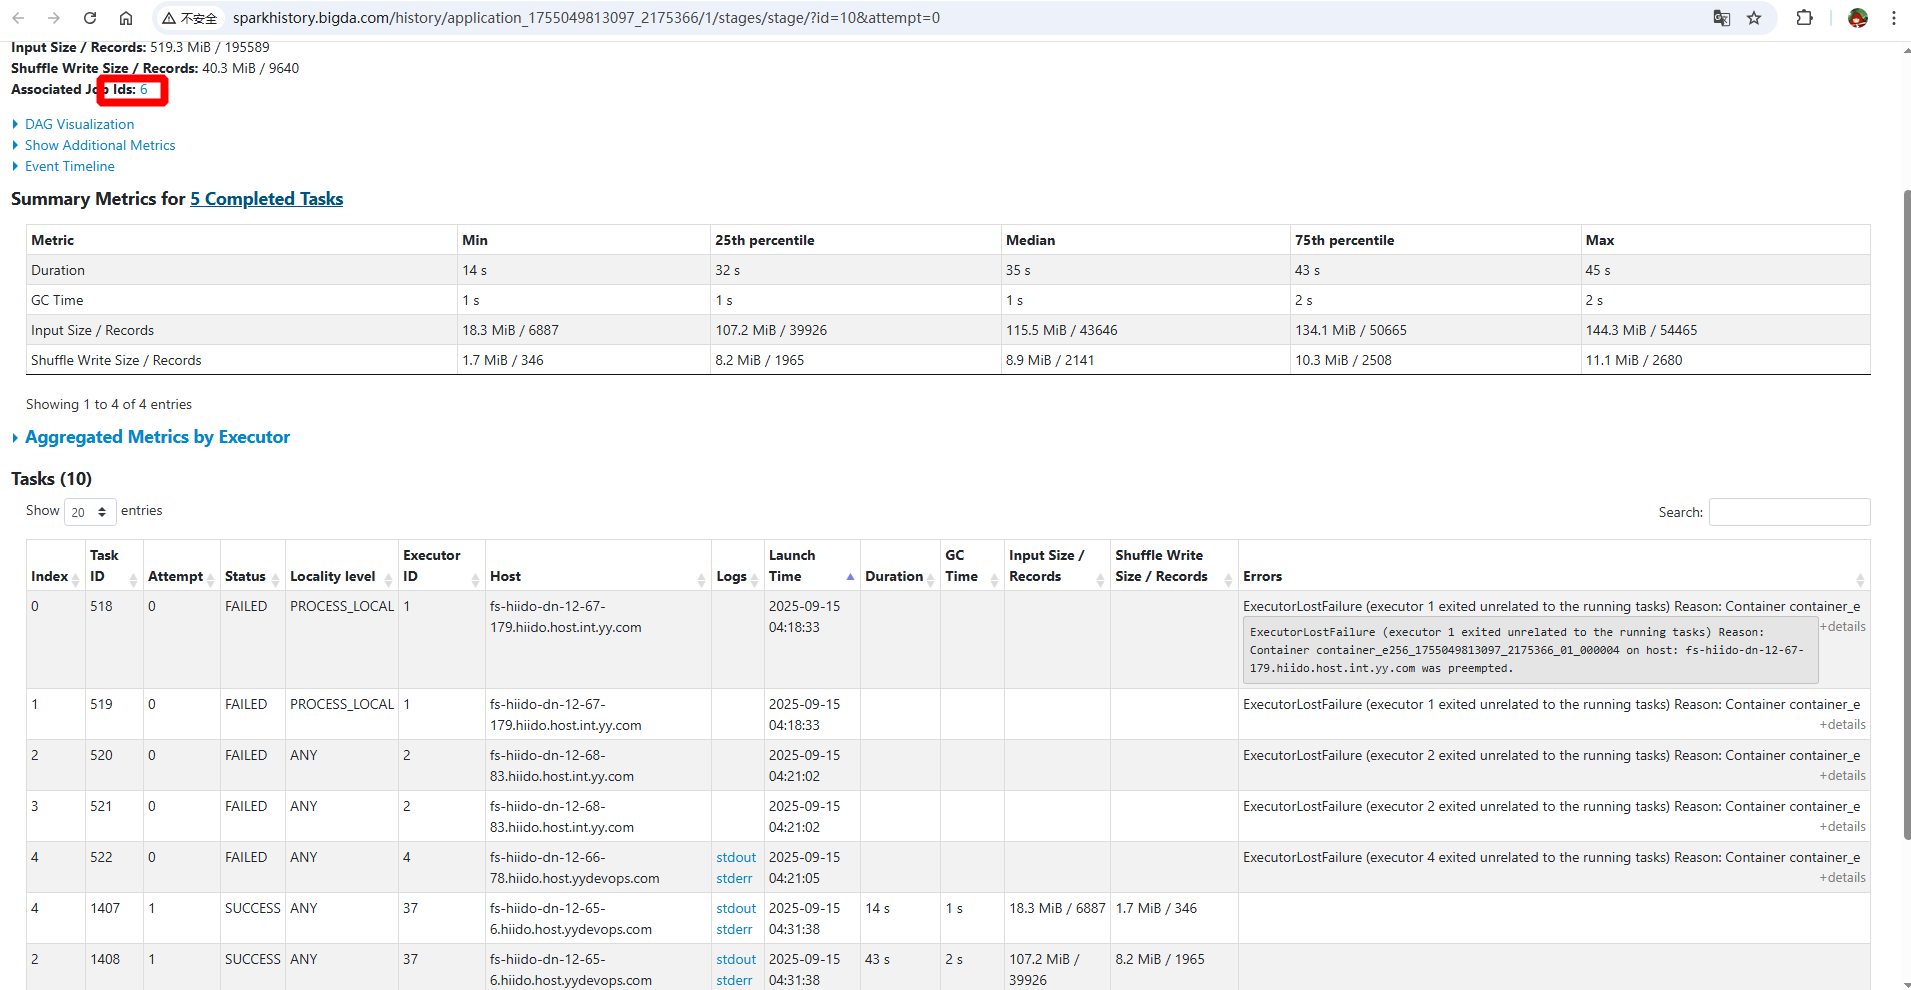 不安全 sparkhistory.bigda.com/history/application_1755049813097_2175366/1/stages/stage/?id=10&attempt=0
Input Size / Records: 519.3 MiB / 195589
Shuffle Write Size / Records: 40.3 MiB / 9640
Associated Job Ids: 6
DAG Visualization
Show Additional Metrics
Event Timeline
Summary Metrics for 5 Completed Tasks
Metric Min 25th percentile Median 75th percentile Max
Duration 14 s 32 s 35 s 43 s 45 s
GC Time 1 s 1 s 1 s 2 s 2 s
Input Size / Records 18.3 MiB / 6887 107.2 MiB / 39926 115.5 MiB / 43646 134.1 MiB / 50665 144.3 MiB / 54465
Shuffle Write Size / Records 1.7 MiB / 346 8.2 MiB / 1965 8.9 MiB / 2141 10.3 MiB / 2508 11.1 MiB / 2680
Showing 1 to 4 of 4 entries
Aggregated Metrics by Executor
Tasks (10)
Show 20 entries Search:
Task Executor Launch GC Input Size / Shuffle Write
Index ID Attempt Status Locality level ID Host Logs Time Duration Time Records Size / Records Errors
0 518 0 FAILED PROCESS_LOCAL 1 fs-hiido-dn-12-67- 2025-09-15 ExecutorLostFailure (executor 1 exited unrelated to the running tasks) Reason: Container container_e
179.hiido.host.int.yy.com 04:18:33 +details
ExecutorLostFailure (executor 1 exited unrelated to the running tasks) Reason:
Container container_e256_1755049813097_2175366_01_000004 on host: fs-hiido-dn-12-67-
179.hiido.host.int.yy.com was preempted.
1 519 0 FAILED PROCESS_LOCAL 1 fs-hiido-dn-12-67- 2025-09-15 ExecutorLostFailure (executor 1 exited unrelated to the running tasks) Reason: Container container_e
179.hiido.host.int.yy.com 04:18:33 +details
2 520 0 FAILED ANY 2 fs-hiido-dn-12-68- 2025-09-15 ExecutorLostFailure (executor 2 exited unrelated to the running tasks) Reason: Container container_e
83.hiido.host.int.yy.com 04:21:02 +details
3 521 0 FAILED ANY 2 fs-hiido-dn-12-68- 2025-09-15 ExecutorLostFailure (executor 2 exited unrelated to the running tasks) Reason: Container container_e
83.hiido.host.int.yy.com 04:21:02 +details
4 522 0 FAILED ANY 4 fs-hiido-dn-12-66- stdout 2025-09-15 ExecutorLostFailure (executor 4 exited unrelated to the running tasks) Reason: Container container_e
78.hiido.host.yydevops.com stderr 04:21:05 +details
4 1407 1 SUCCESS ANY 37 fs-hiido-dn-12-65- stdout 2025-09-15 14 s 1 s 18.3 MiB / 6887 1.7 MiB / 346
6.hiido.host.yydevops.com stderr 04:31:38
2 1408 1 SUCCESS ANY 37 fs-hiido-dn-12-65- stdout 2025-09-15 43 s 2 s 107.2 MiB / 8.2 MiB / 1965
6.hiido.host.yydevops.com stderr 04:31:38 39926